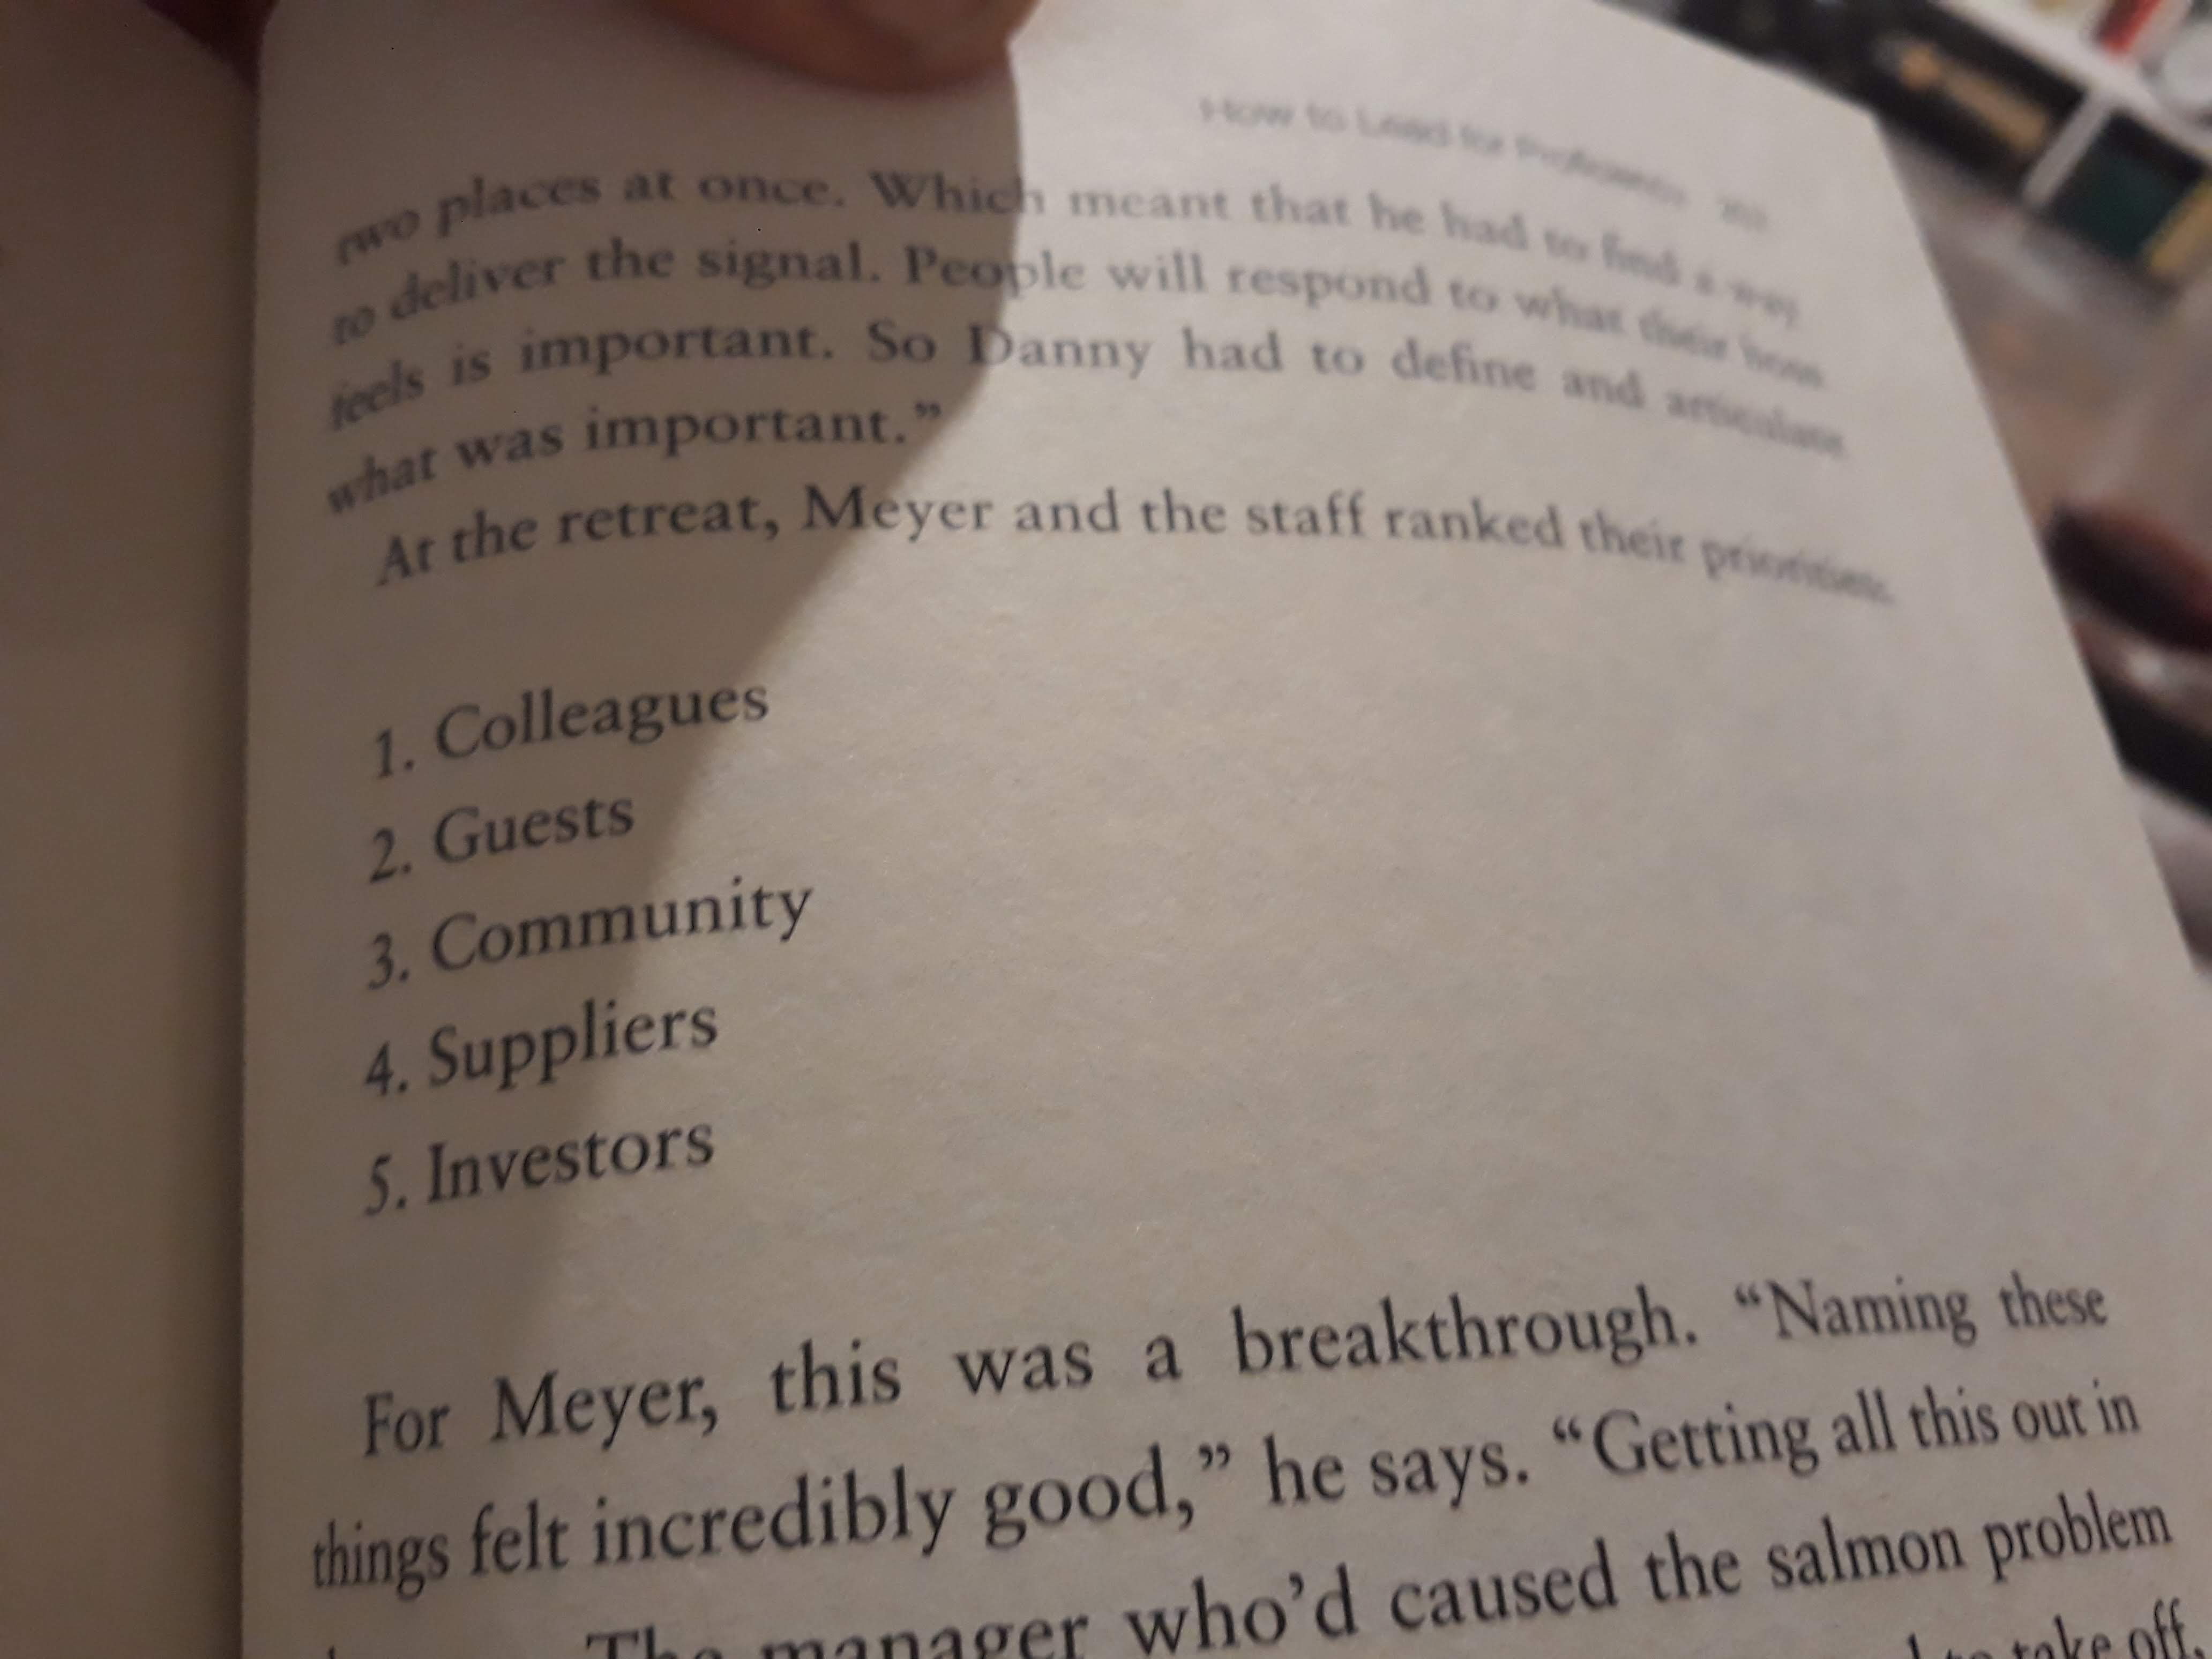 How to Lead for Proficiency
two places at once. Which meant that he had to find a way
to deliver the signal. People will respond to what their boss
feels is important. So Danny had to define and articulate
what was important.”
At the retreat, Meyer and the staff ranked their priorities.
1. Colleagues
2. Guests
3. Community
4. Suppliers
5. Investors
For Meyer, this was a breakthrough. “Naming these
things felt incredibly good,” he says. “Getting all this out in
The manager who’d caused the salmon problem
to take off.